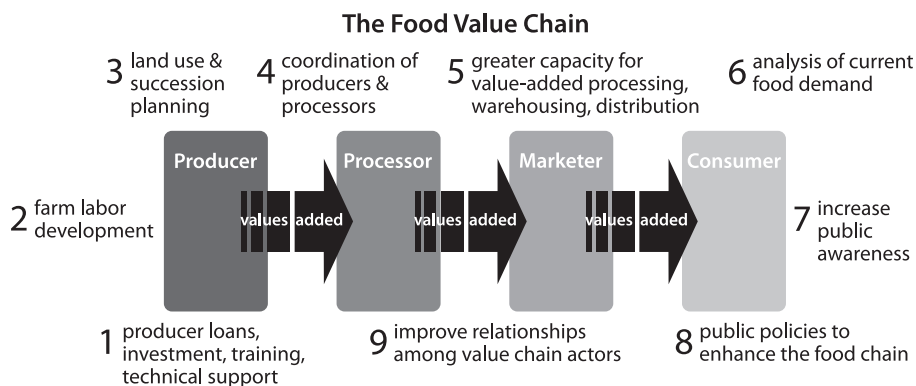 The Food Value Chain
3 land use &
succession
planning
4 coordination of
producers &
processors
5 greater capacity for
value-added processing,
warehousing, distribution
6 analysis of current
food demand
Producer
Processor
Marketer
Consumer
2 farm labor
development
values added
values added
values added
7 increase
public
awareness
1 producer loans,
investment, training,
technical support
9 improve relationships
among value chain actors
8 public policies to
enhance the food chain